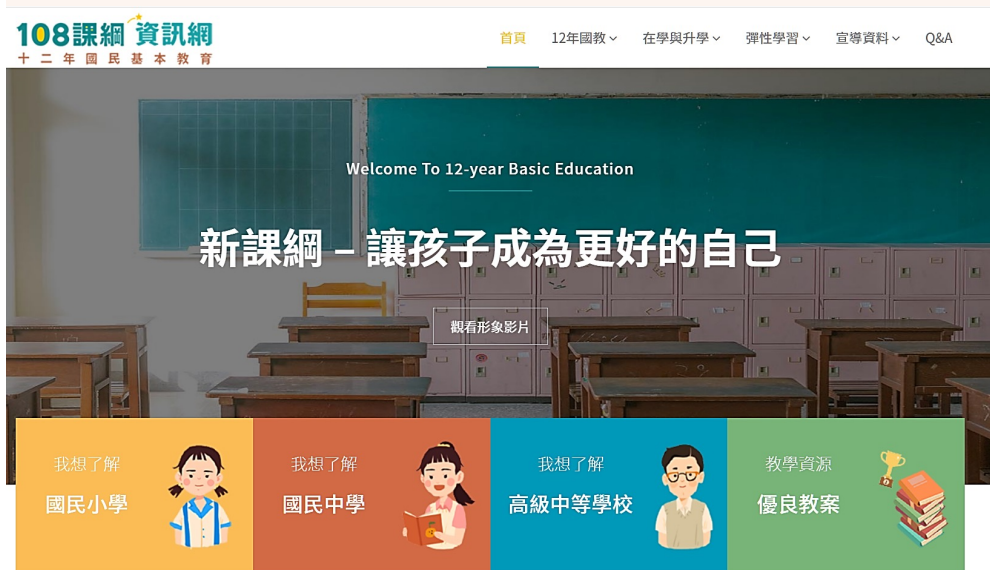 108課綱 資訊網
十二年國民基本教育
首頁 12年國教 在學與升學 彈性學習 宣導資料 Q&A
Welcome To 12-year Basic Education
新課綱 – 讓孩子成為更好的自己
觀看形象影片
我想了解
國民小學
我想了解
國民中學
我想了解
高級中等學校
教學資源
優良教案